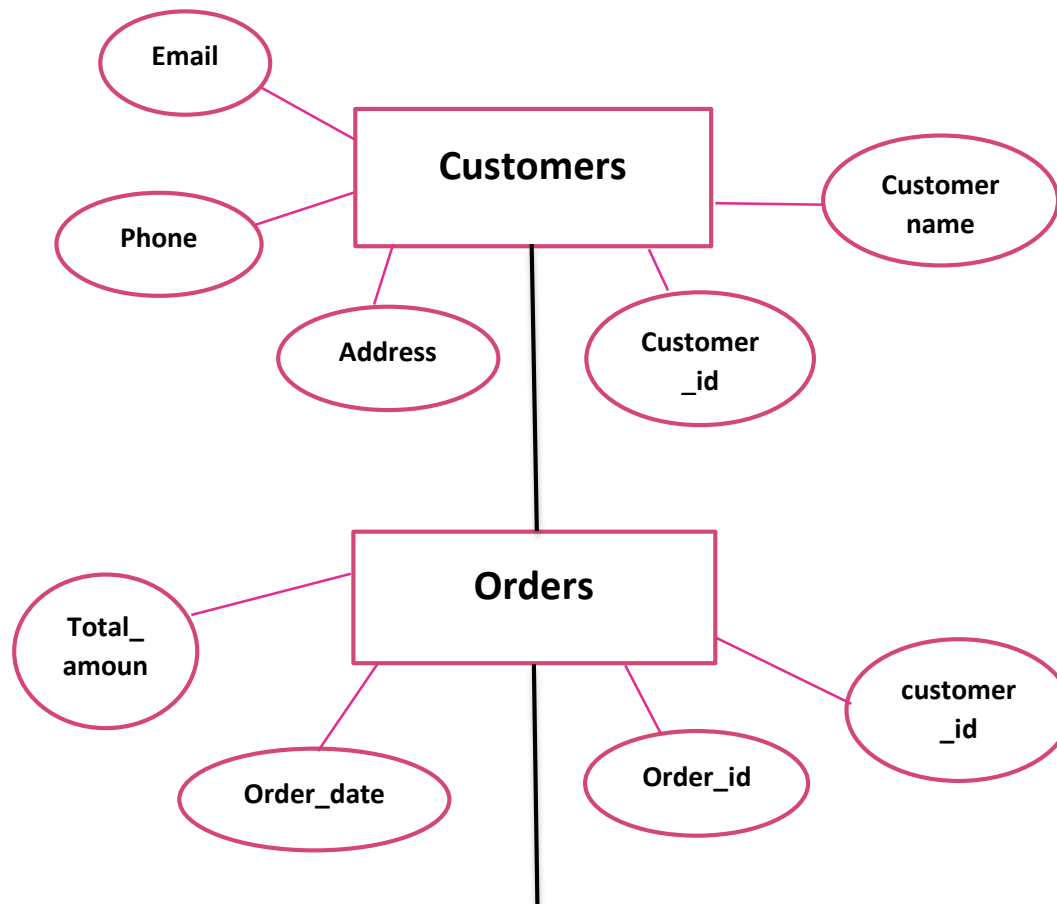 Email
Customers
Customer
name
Phone
Address
Customer
_id
Orders
Total_
amoun
customer
_id
Order_date
Order_id